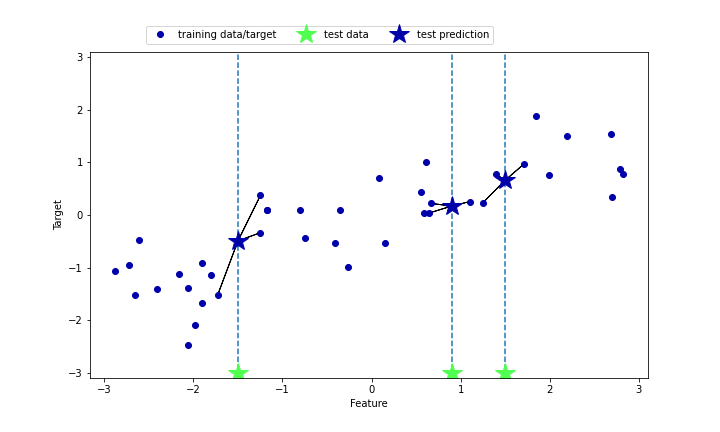 training data/target test data test prediction
3
2
1
0
−1
−2
−3
Target
−3 −2 −1 0 1 2 3
Feature